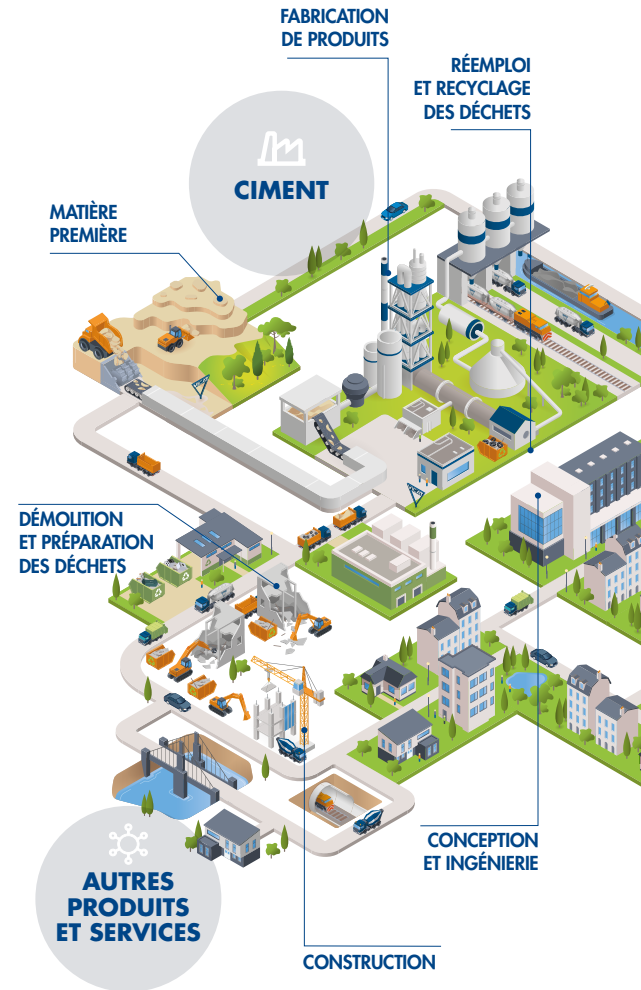 FABRICATION
DE PRODUITS
RÉEMPLOI
ET RECYCLAGE
DES DÉCHETS
CIMENT
MATIÈRE
PREMIÈRE
DÉMOLITION
ET PRÉPARATION
DES DÉCHETS
CONCEPTION
ET INGÉNIERIE
AUTRES
PRODUITS
ET SERVICES
CONSTRUCTION